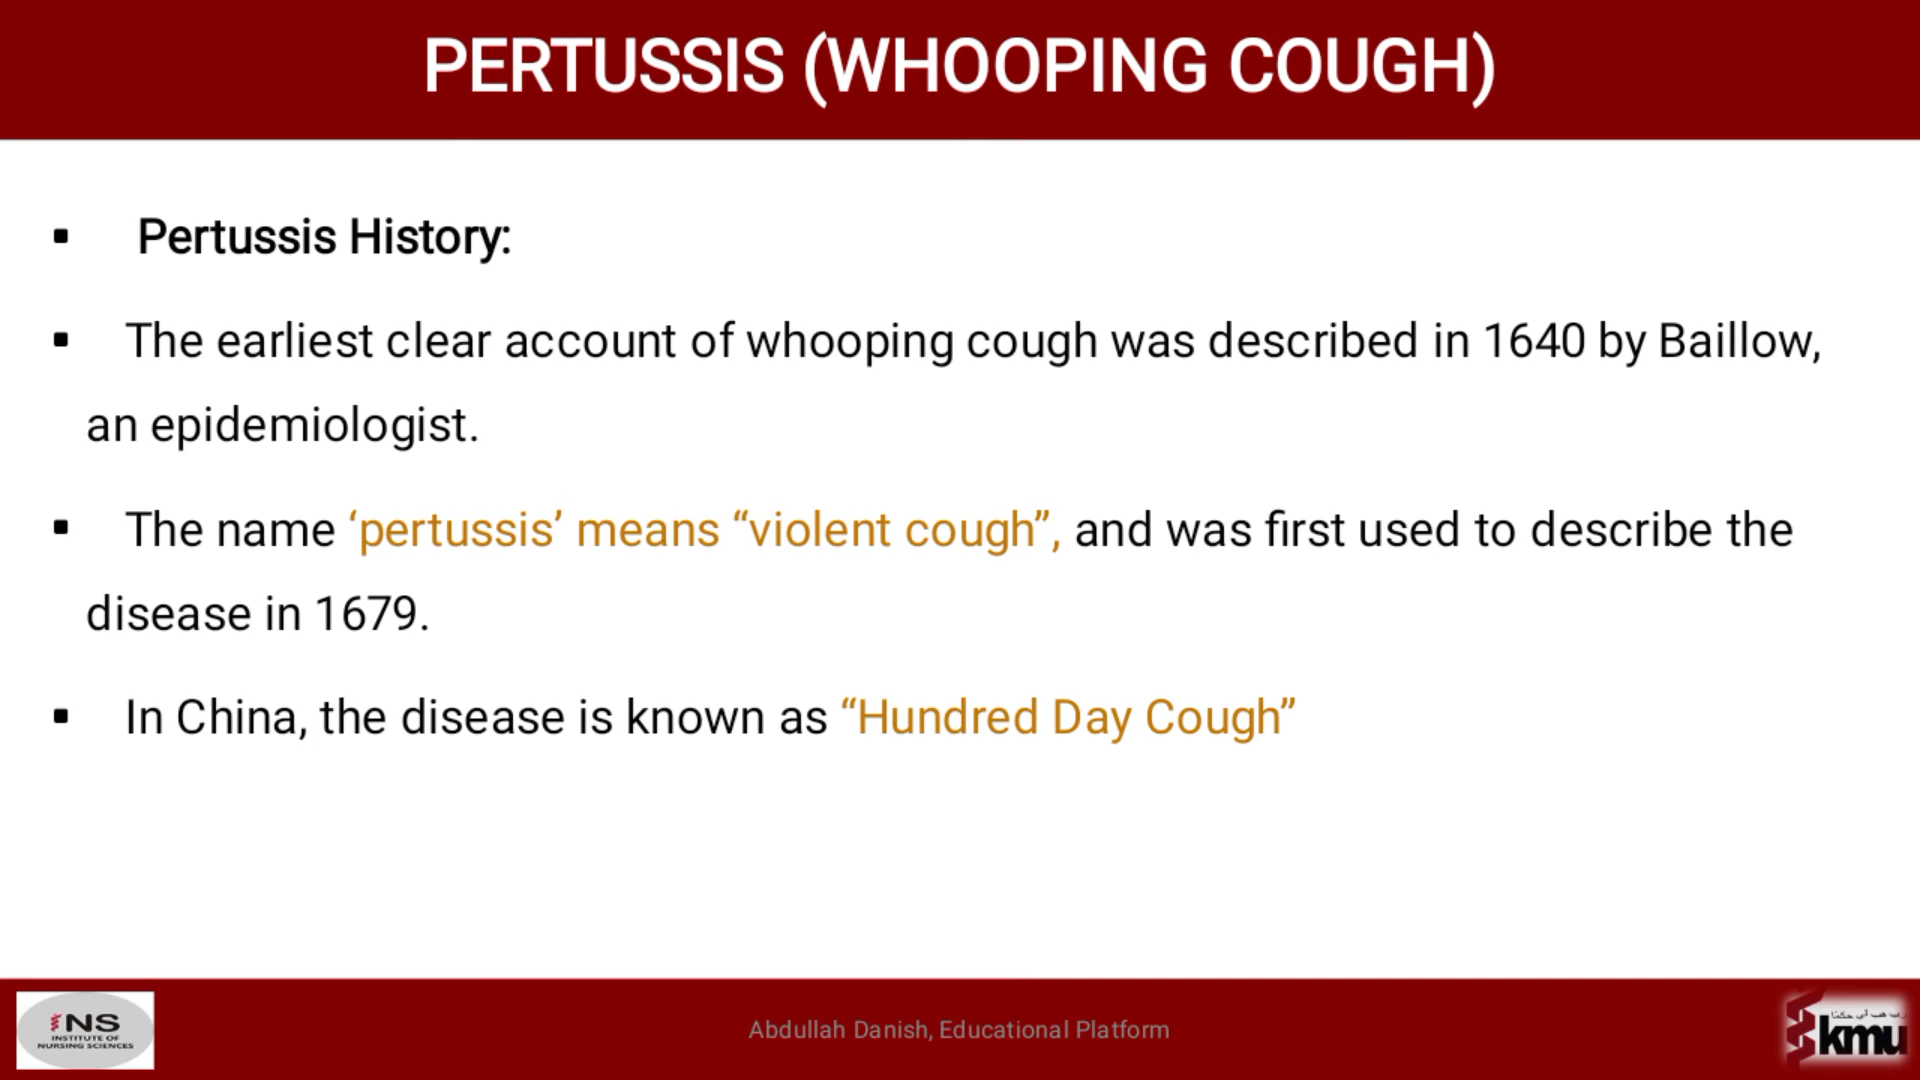 PERTUSSIS (WHOOPING COUGH)
▪ Pertussis History:
▪ The earliest clear account of whooping cough was described in 1640 by Baillow,
an epidemiologist.
▪ The name ‘pertussis’ means “violent cough”, and was first used to describe the
disease in 1679.
▪ In China, the disease is known as “Hundred Day Cough”
iNS
INSTITUTE OF
NURSING SCIENCES
Abdullah Danish, Educational Platform
kmu